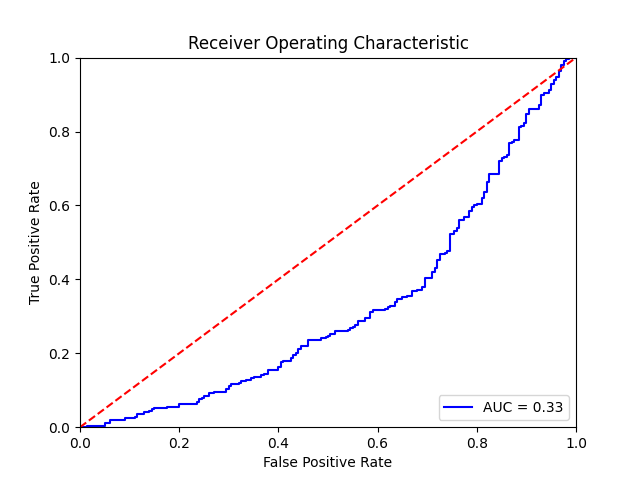 Receiver Operating Characteristic
True Positive Rate
1.0
0.8
0.6
0.4
0.2
0.0
AUC = 0.33
0.0 0.2 0.4 0.6 0.8 1.0
False Positive Rate